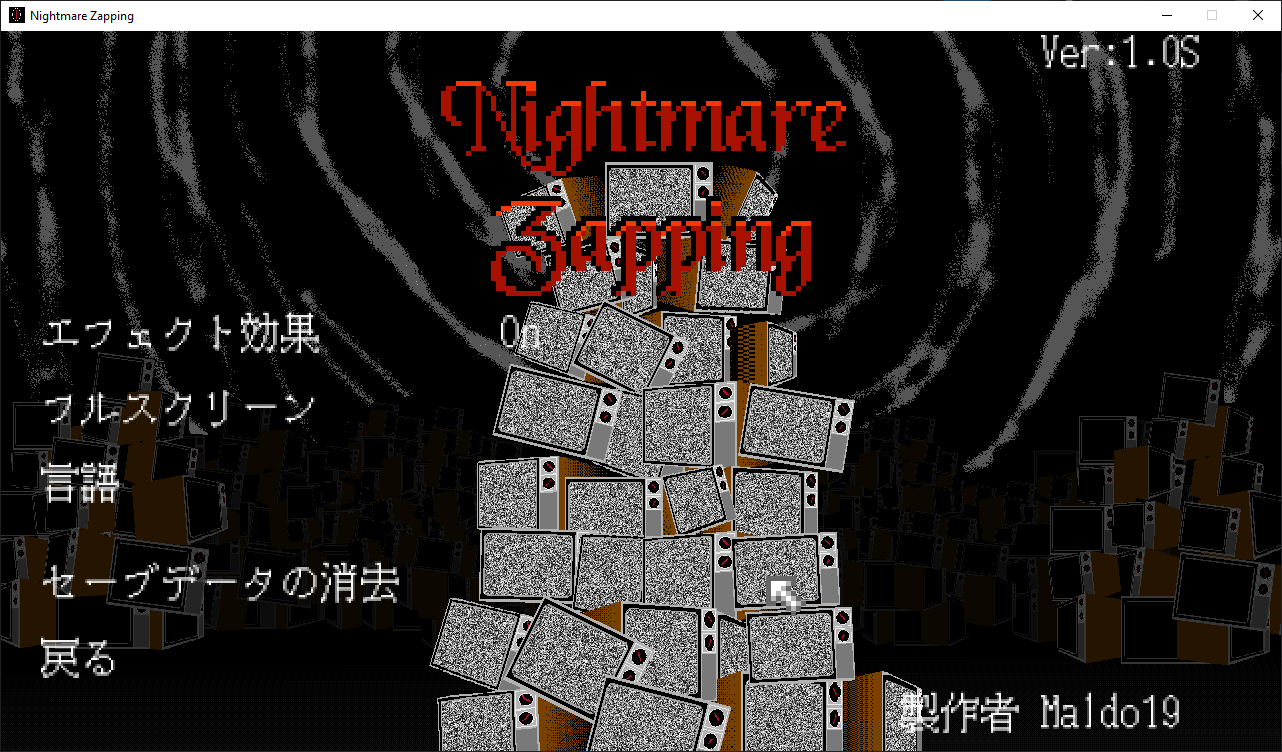 Nightmare Zapping
Ver:1.0S
Nightmare
Zapping
エフェクト効果 On
フルスクリーン
言語
セーブデータの消去
戻る
製作者 Maldo19